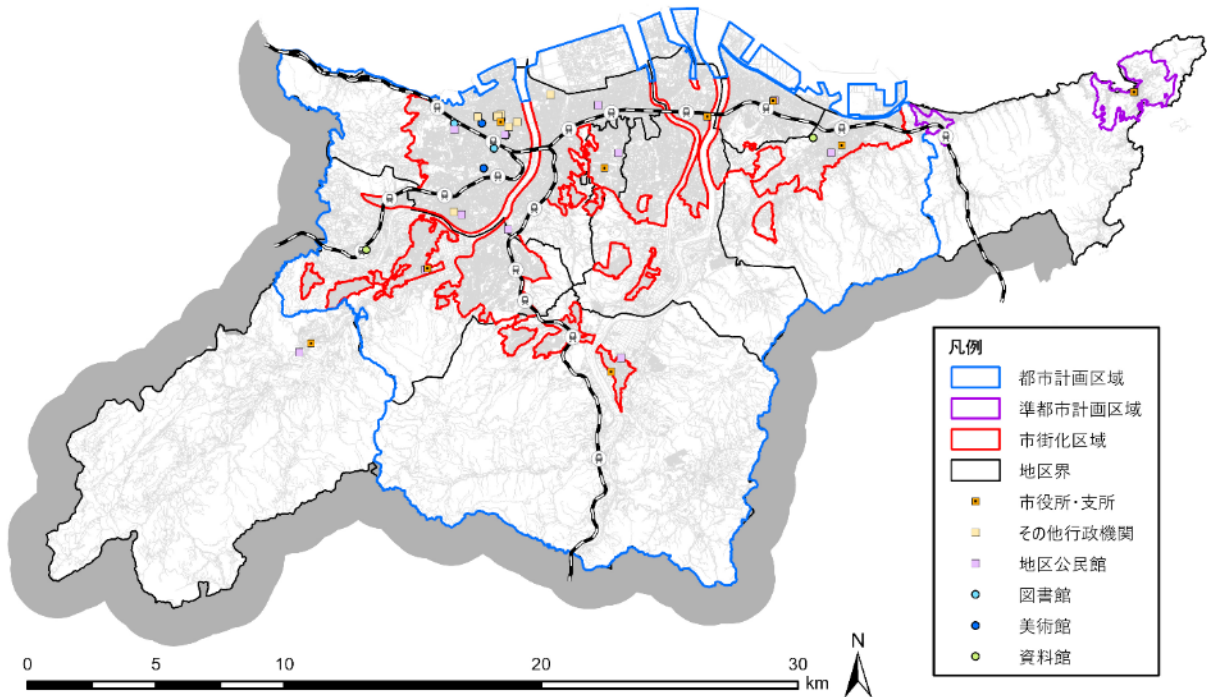 凡例
都市計画区域
準都市計画区域
市街化区域
地区界
市役所・支所
その他行政機関
地区公民館
図書館
美術館
資料館
N
0 5 10 20 30
km